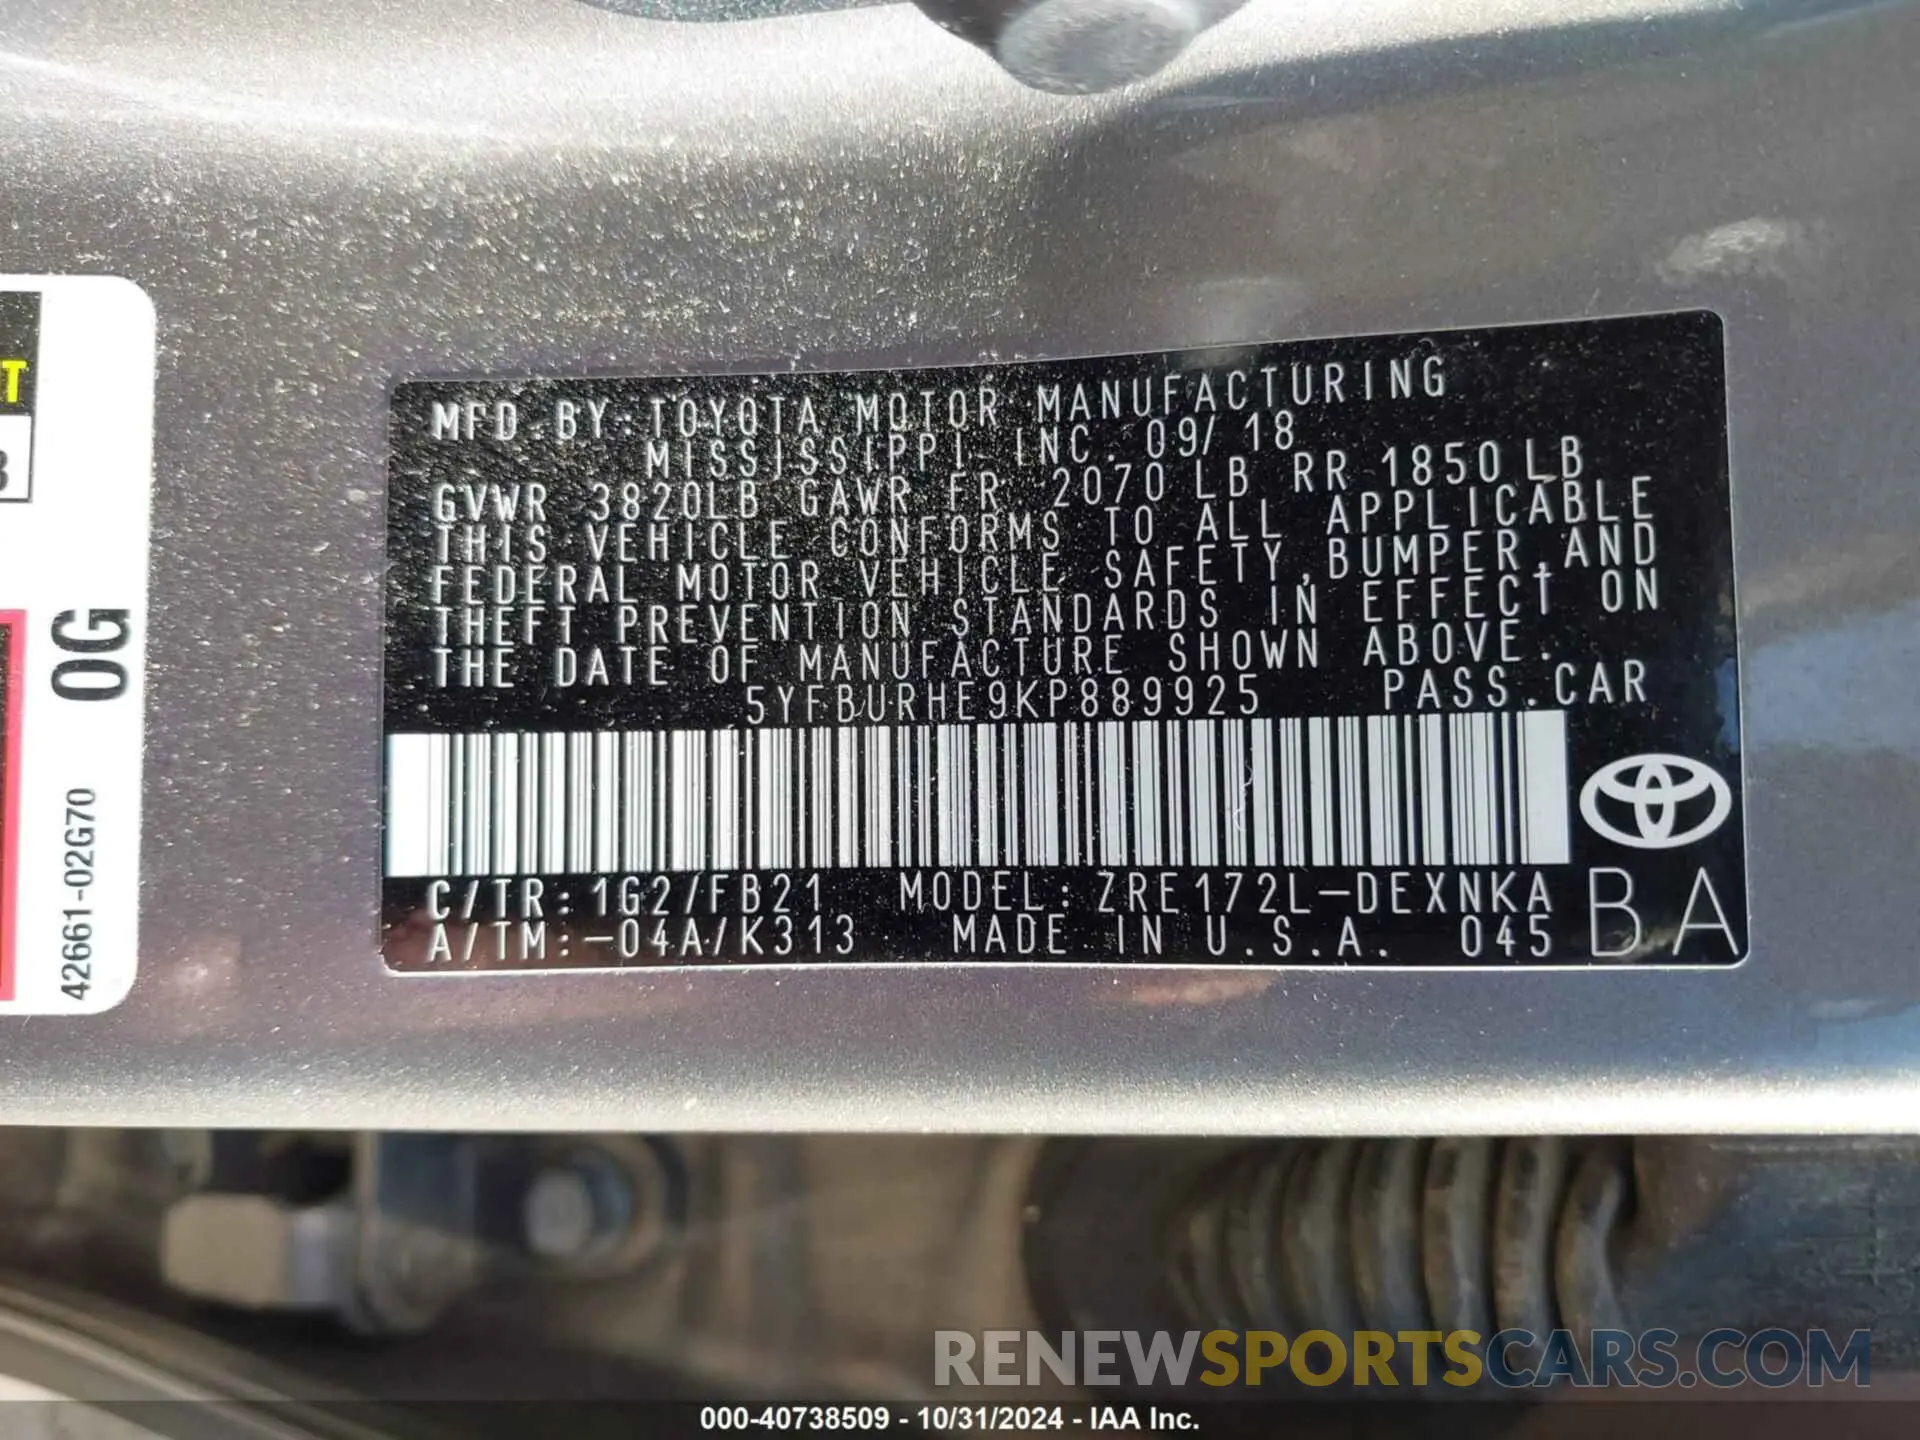 MFD.BY:TOYOTA MOTOR MANUFACTURING
MISSISSIPPI, INC. 09/18
GVWR 3820LB GAWR FR 2070 LB RR 1850 LB
THIS VEHICLE CONFORMS TO ALL APPLICABLE
FEDERAL MOTOR VEHICLE SAFETY,BUMPER,AND
THEFT PREVENTION STANDARDS IN EFFECT ON
THE DATE OF MANUFACTURE SHOWN ABOVE.
5YFBURHE9KP889925 PASS.CAR
C/TR:1G2/FB21 MODEL:ZRE172L-DEXNKA
A/TM:-04A/K313 MADE IN U.S.A. 045
BA
T
0G
42661-02G70
RENEWSPORTSCARS.COM
000-40738509 - 10/31/2024 - IAA Inc.